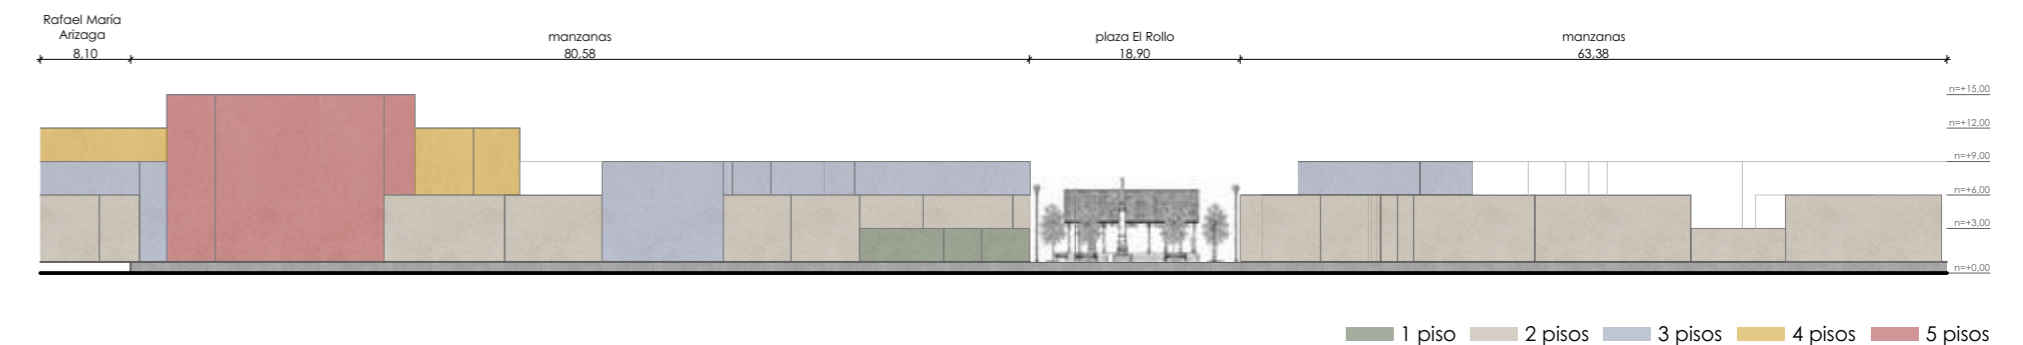 Rafael María
Arizaga
8,10
manzanas
80,58
plaza El Rollo
18,90
manzanas
63,38
n=+15,00
n=+12,00
n=+9,00
n=+6,00
n=+3,00
n=+0,00
1 piso
2 pisos
3 pisos
4 pisos
5 pisos